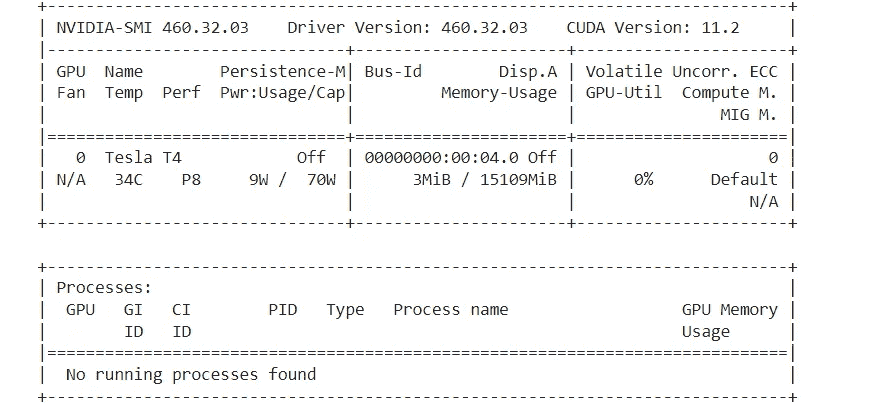 +-----------------------------------------------------------------------------+
| NVIDIA-SMI 460.32.03    Driver Version: 460.32.03    CUDA Version: 11.2     |
|-------------------------------+----------------------+----------------------+
| GPU  Name        Persistence-M| Bus-Id        Disp.A | Volatile Uncorr. ECC |
| Fan  Temp  Perf  Pwr:Usage/Cap|         Memory-Usage | GPU-Util  Compute M. |
|                               |                      |               MIG M. |
|===============================+======================+======================|
|   0  Tesla T4            Off  | 00000000:00:04.0 Off |                    0 |
| N/A   34C    P8     9W /  70W |      3MiB / 15109MiB |      0%      Default |
|                               |                      |                  N/A |
+-------------------------------+----------------------+----------------------+

+-----------------------------------------------------------------------------+
| Processes:                                                                  |
|  GPU   GI   CI        PID   Type   Process name                  GPU Memory |
|        ID   ID                                                   Usage      |
|=============================================================================|
|  No running processes found                                                 |
+-----------------------------------------------------------------------------+